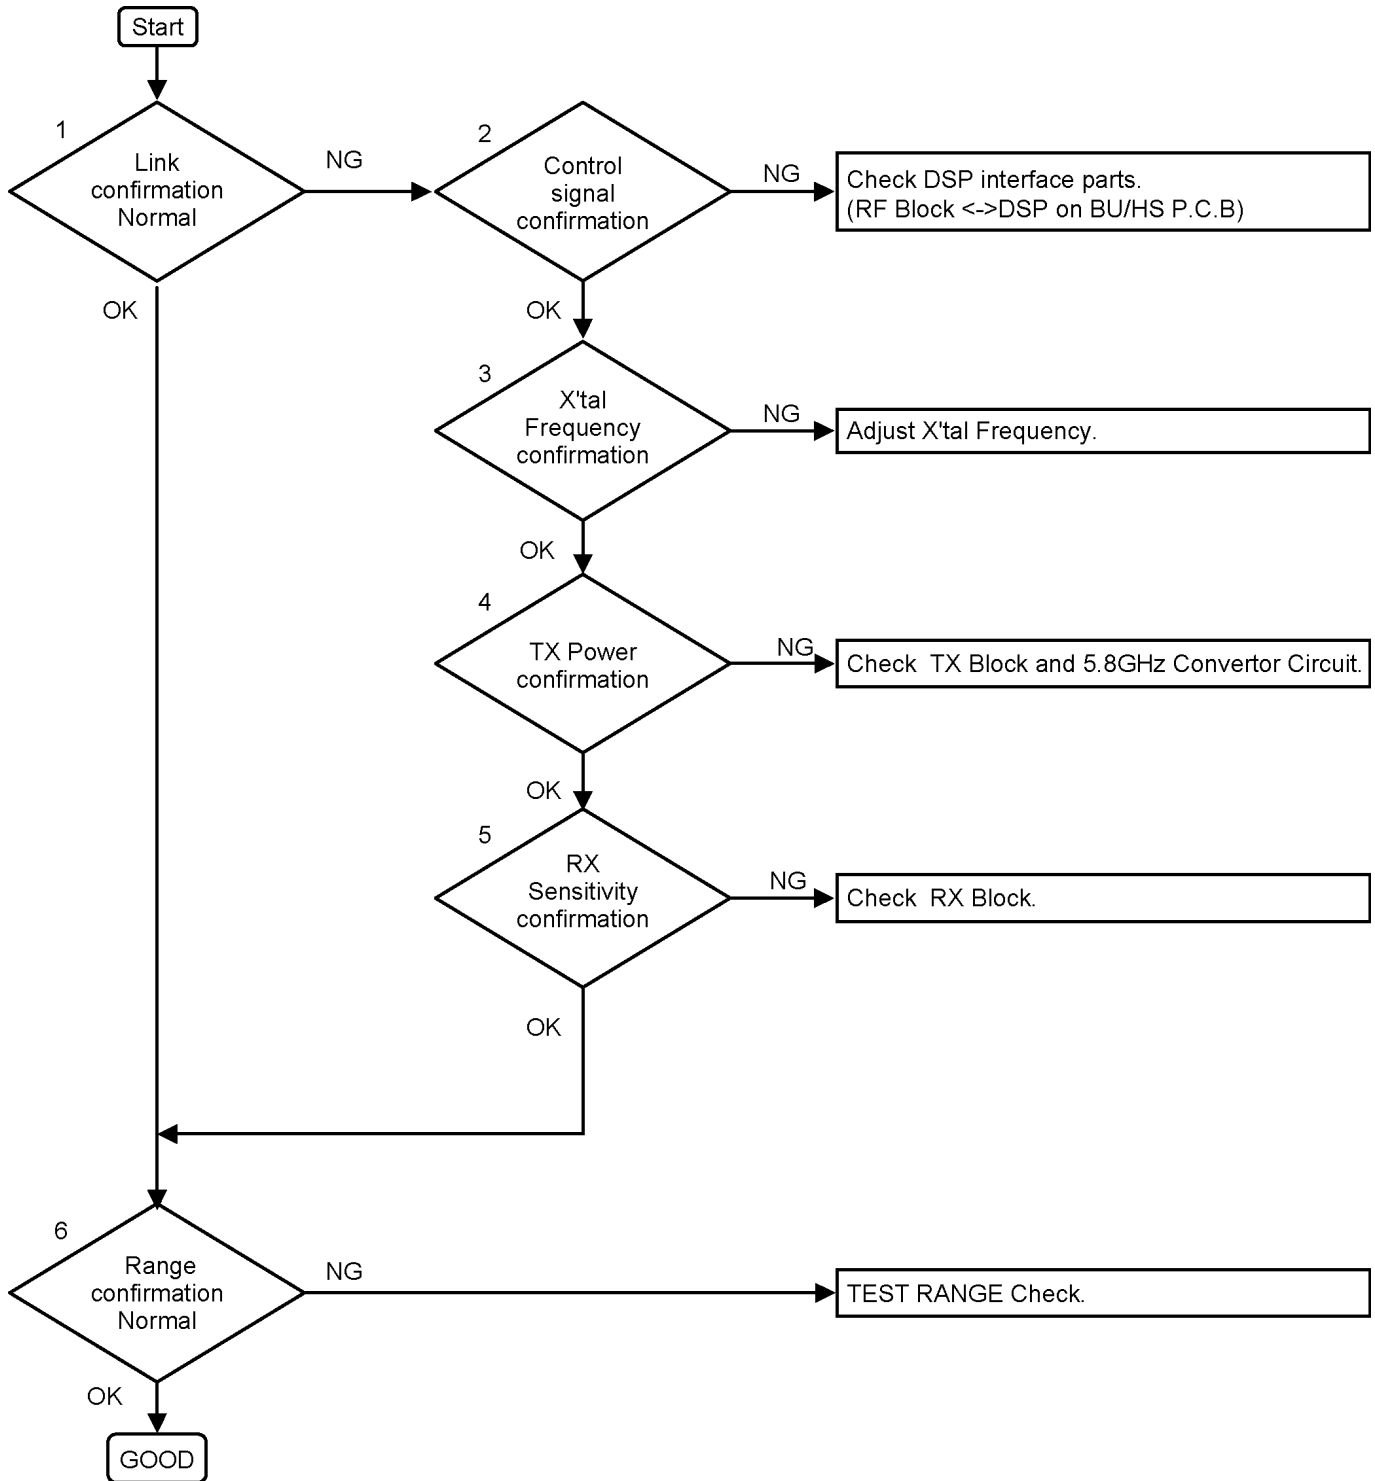 Start
1
Link
confirmation
Normal
NG
2
Control
signal
confirmation
NG
Check DSP interface parts.
(RF Block <->DSP on BU/HS P.C.B)
OK
OK
3
X'tal
Frequency
confirmation
NG
Adjust X'tal Frequency.
OK
4
TX Power
confirmation
NG
Check TX Block and 5.8GHz Convertor Circuit.
OK
5
RX
Sensitivity
confirmation
NG
Check RX Block.
OK
6
Range
confirmation
Normal
NG
TEST RANGE Check.
OK
GOOD